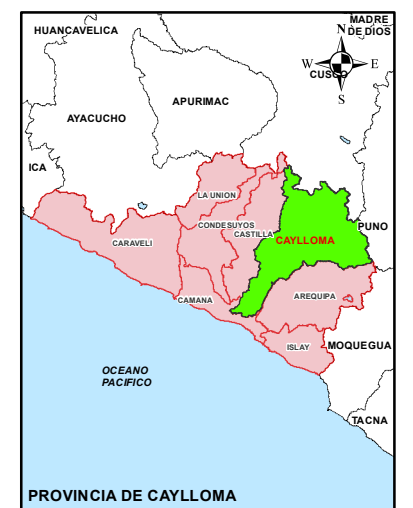 MADRE
DE DIOS
HUANCAVELICA
N
W
E
S
CUSCO
APURIMAC
AYACUCHO
ICA
LA UNION
PUNO
CONDESUYOS
CASTILLA
CARAVELI
CAYLLOMA
CAMANA
AREQUIPA
ISLAY
MOQUEGUA
OCEANO
PACIFICO
TACNA
PROVINCIA DE CAYLLOMA